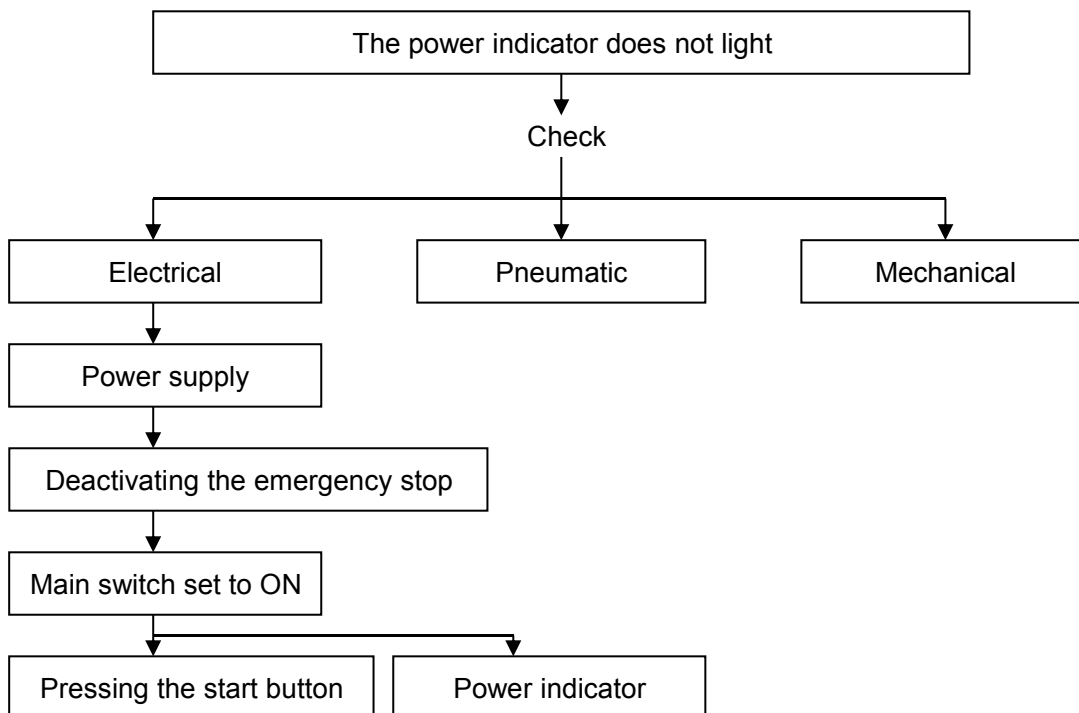 The power indicator does not light
Check
Electrical
Pneumatic
Mechanical
Power supply
Deactivating the emergency stop
Main switch set to ON
Pressing the start button
Power indicator